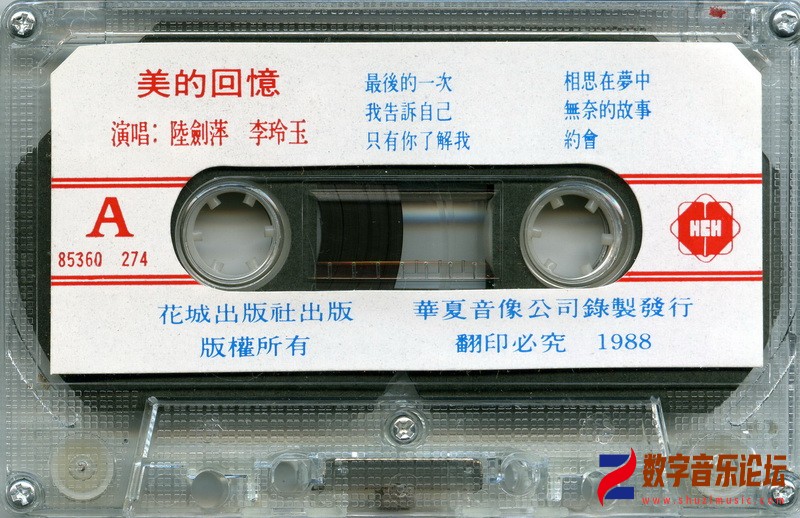 美的回憶
演唱：陸劍萍 李玲玉
最後的一次
我告訴自己
只有你了解我
相思在夢中
無奈的故事
約會
A
85360 274
HCH
花城出版社出版
版權所有
華夏音像公司錄製發行
翻印必究 1988
数字音乐论坛
www.shuzimusic.com